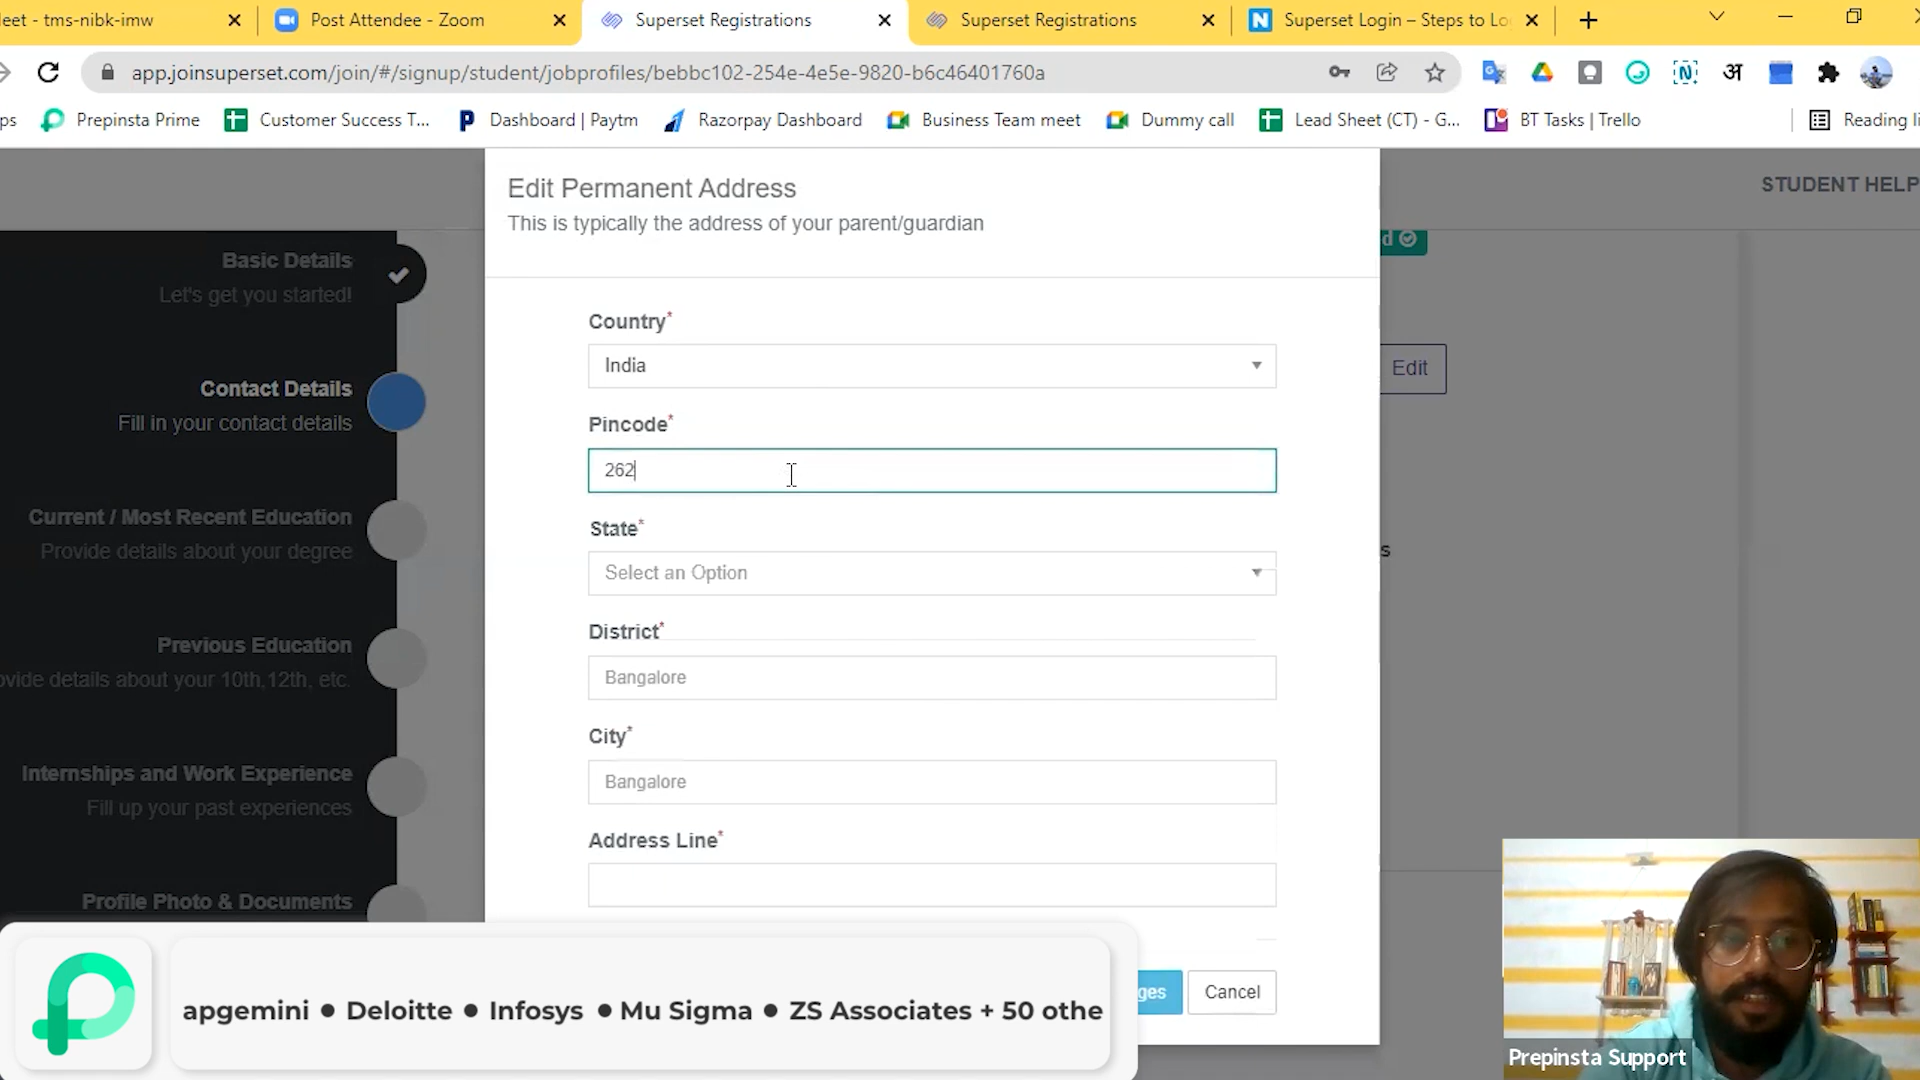 leet - tms-nibk-imw
Post Attendee - Zoom
Superset Registrations
Superset Registrations
Superset Login – Steps to Lo
app.joinsuperset.com/join/#/signup/student/jobprofiles/bebbc102-254e-4e5e-9820-b6c46401760a
ps
Prepinsta Prime
Customer Success T...
Dashboard | Paytm
Razorpay Dashboard
Business Team meet
Dummy call
Lead Sheet (CT) - G...
BT Tasks | Trello
Reading li
STUDENT HELP
Edit Permanent Address
This is typically the address of your parent/guardian
Basic Details
Let's get you started!
Contact Details
Fill in your contact details
Current / Most Recent Education
Provide details about your degree
Previous Education
ovide details about your 10th,12th, etc.
Internships and Work Experience
Fill up your past experiences
Profile Photo & Documents
Country*
India
Pincode*
262
State*
Select an Option
District*
Bangalore
City*
Bangalore
Address Line*
ges
Cancel
d
Edit
s
apgemini ● Deloitte ● Infosys ● Mu Sigma ● ZS Associates + 50 othe
Prepinsta Support